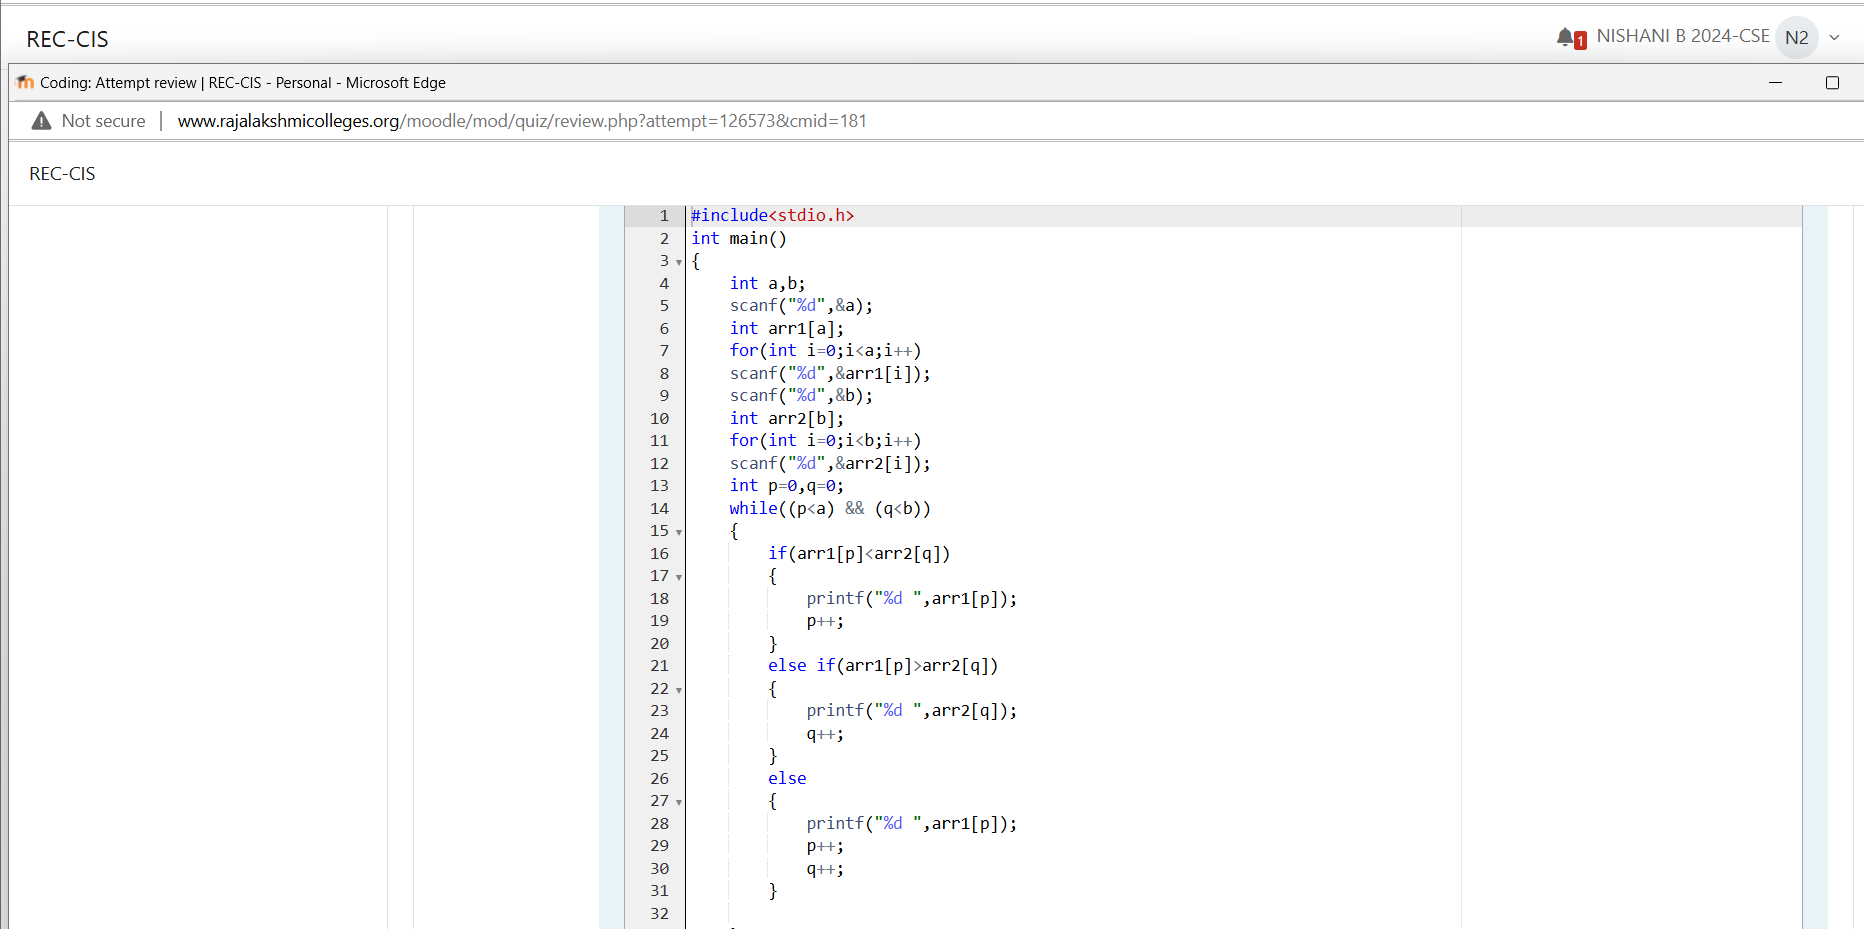 REC-CIS
1 NISHANI B 2024-CSE N2
Coding: Attempt review | REC-CIS - Personal - Microsoft Edge
Not secure | www.rajalakshmicolleges.org/moodle/mod/quiz/review.php?attempt=126573&cmid=181
REC-CIS
1 #include<stdio.h>
2 int main()
3 {
4     int a,b;
5     scanf("%d",&a);
6     int arr1[a];
7     for(int i=0;i<a;i++)
8     scanf("%d",&arr1[i]);
9     scanf("%d",&b);
10     int arr2[b];
11     for(int i=0;i<b;i++)
12     scanf("%d",&arr2[i]);
13     int p=0,q=0;
14     while((p<a) && (q<b))
15     {
16         if(arr1[p]<arr2[q])
17         {
18             printf("%d ",arr1[p]);
19             p++;
20         }
21         else if(arr1[p]>arr2[q])
22         {
23             printf("%d ",arr2[q]);
24             q++;
25         }
26         else
27         {
28             printf("%d ",arr1[p]);
29             p++;
30             q++;
31         }
32